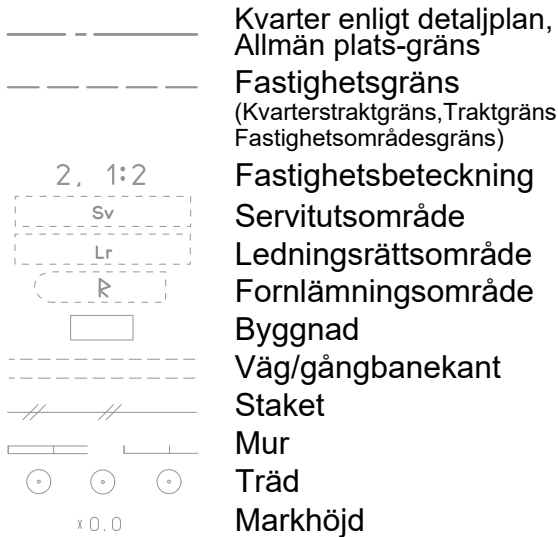 Kvarter enligt detaljplan,
Allmän plats-gräns
Fastighetsgräns
(Kvarterstraktgräns,Traktgräns
Fastighetsområdesgräns)
2, 1:2 Fastighetsbeteckning
Sv Servitutsområde
Lr Ledningsrättsområde
R Fornlämningsområde
Byggnad
Väg/gångbanekant
Staket
Mur
Träd
x0.0 Markhöjd